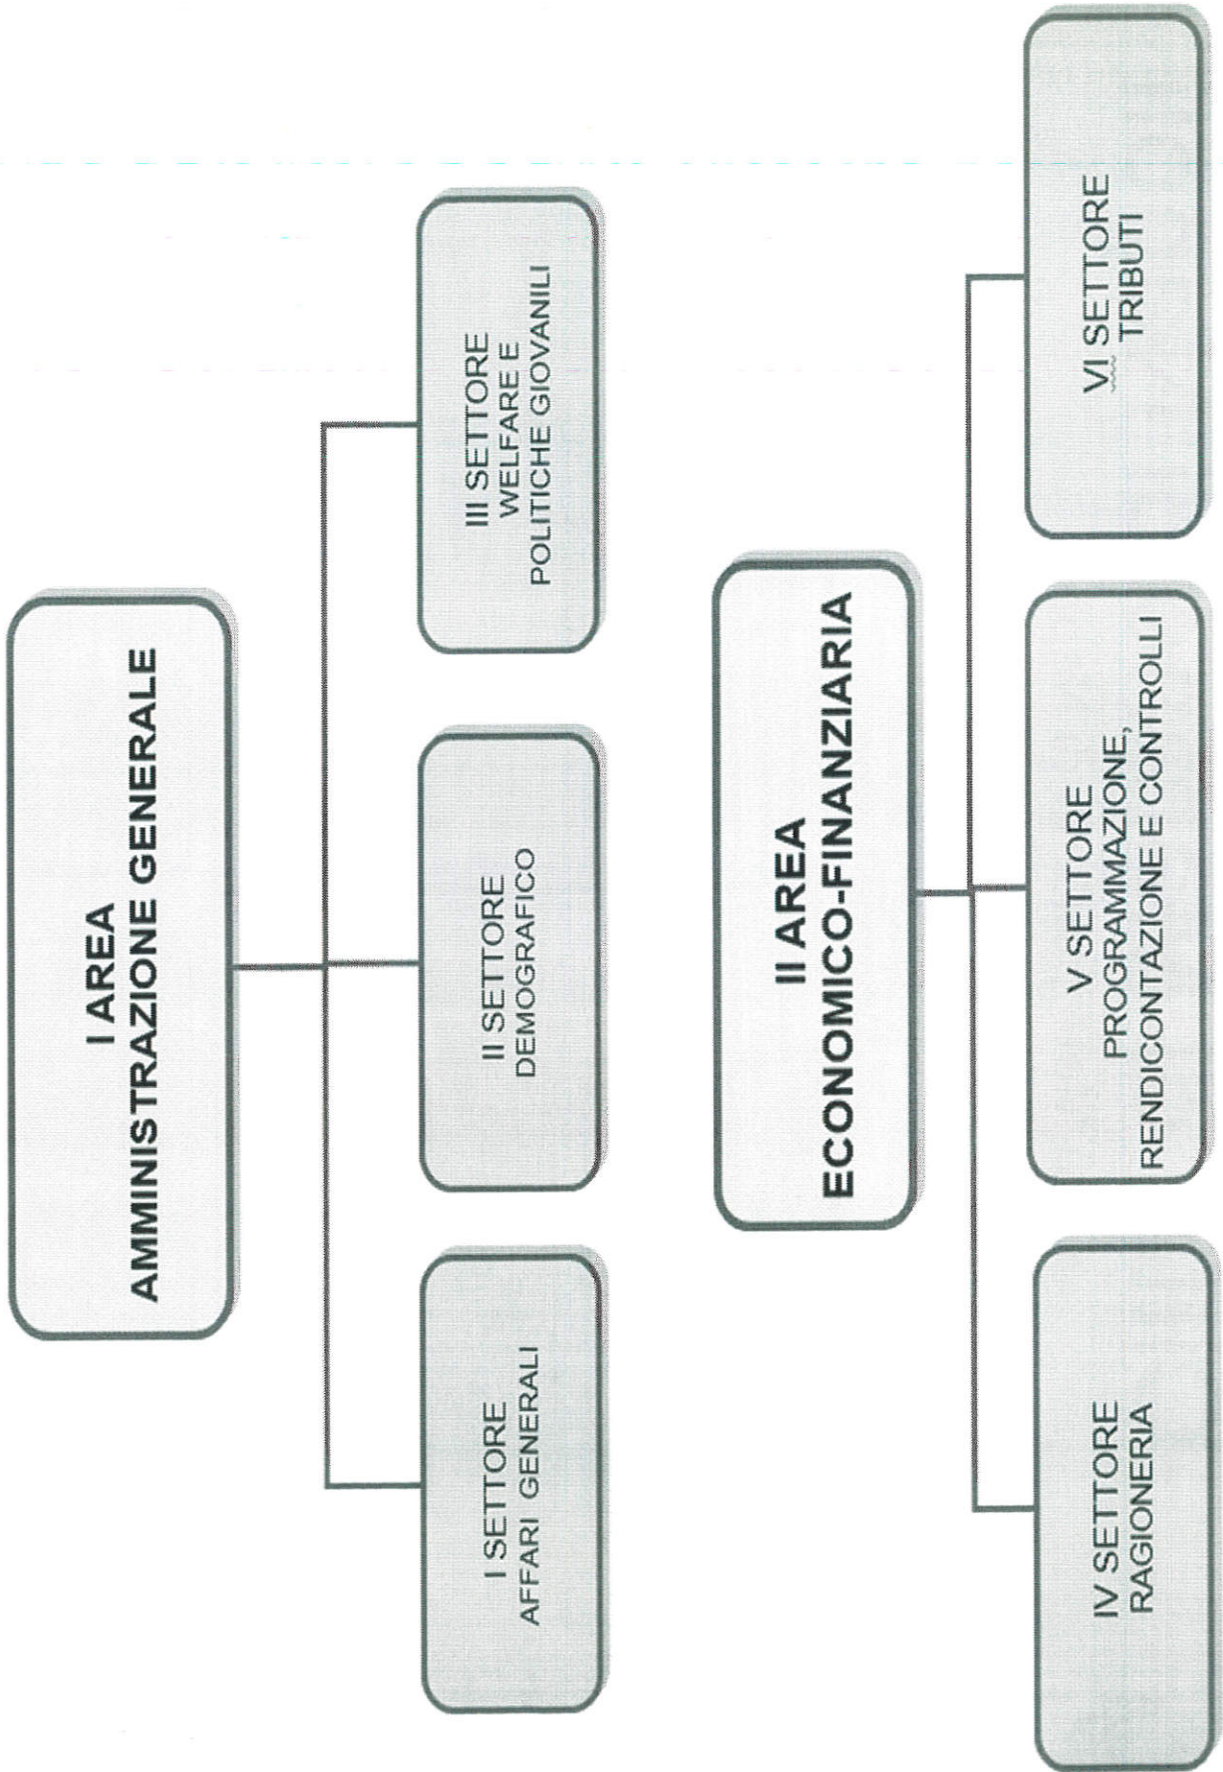 I AREA
AMMINISTRAZIONE GENERALE
I SETTORE
AFFARI GENERALI
II SETTORE
DEMOGRAFICO
III SETTORE
WELFARE E
POLITICHE GIOVANILI
II AREA
ECONOMICO-FINANZIARIA
IV SETTORE
RAGIONERIA
V SETTORE
PROGRAMMAZIONE,
RENDICONTAZIONE E CONTROLLI
VI SETTORE
TRIBUTI